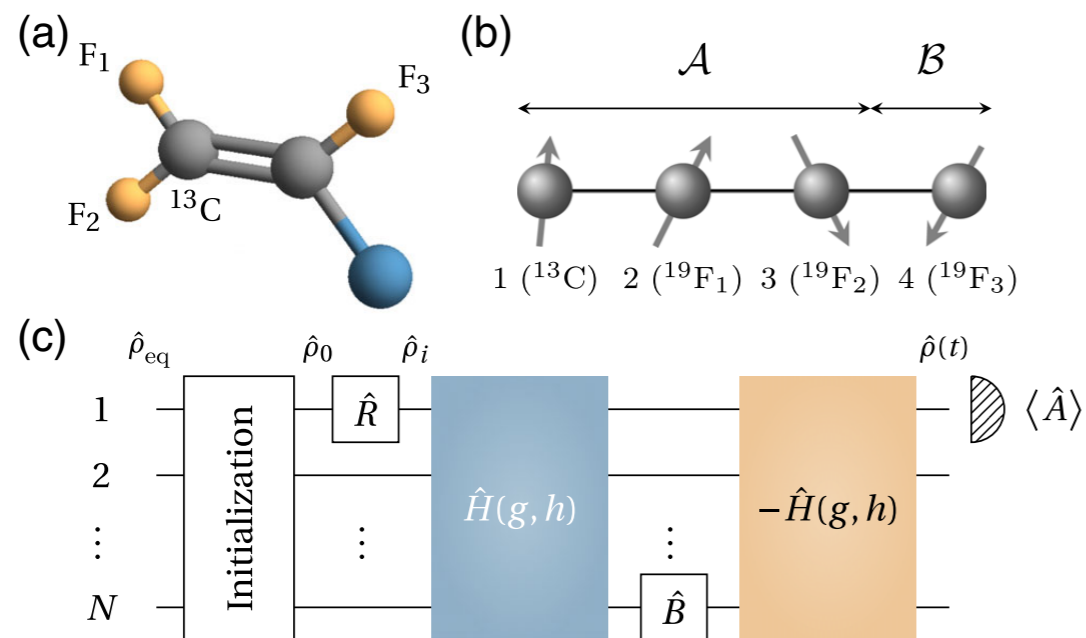 (a)
F₁
F₃
F₂
¹³C
(b)
𝒜 ℬ
1 (¹³C) 2 (¹⁹F₁) 3 (¹⁹F₂) 4 (¹⁹F₃)
(c)
ρ̂eq ρ̂₀ ρ̂ᵢ ρ̂(t)
1 R̂ ⟨Â⟩
2
Initialization
Ĥ(g, h) −Ĥ(g, h)
⋮ ⋮ ⋮
N B̂